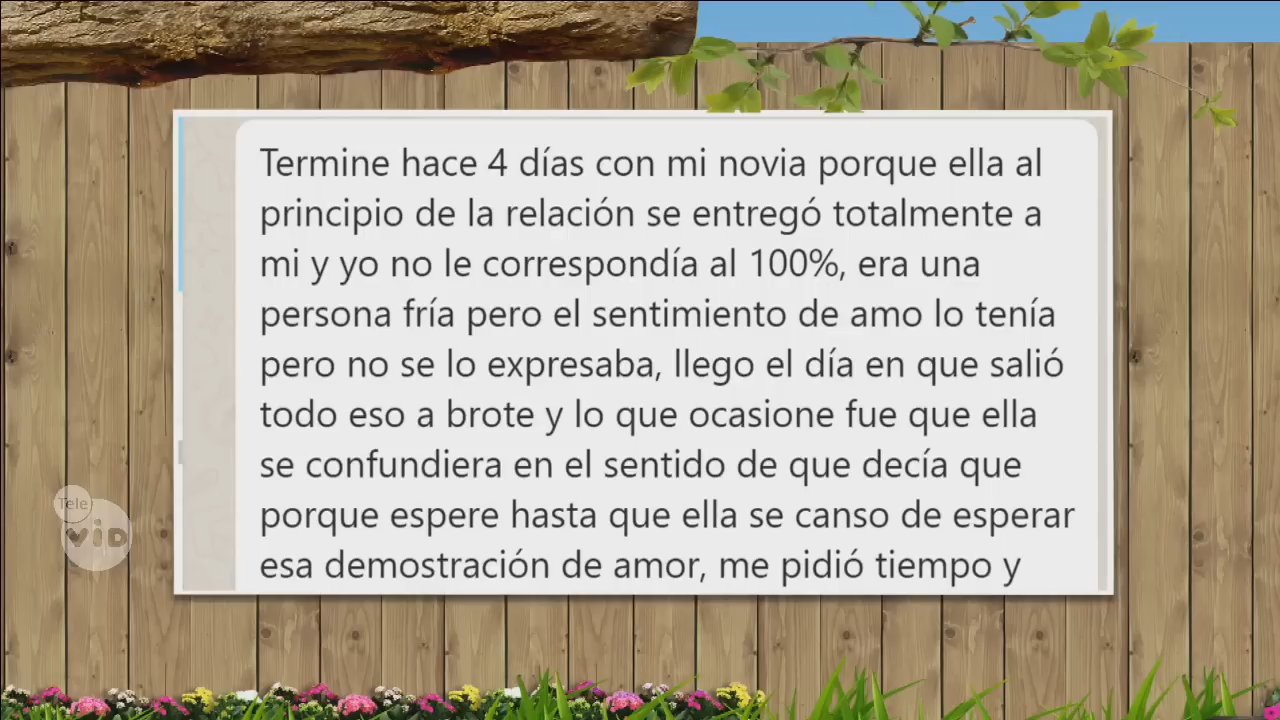 Termine hace 4 días con mi novia porque ella al
principio de la relación se entregó totalmente a
mi y yo no le correspondía al 100%, era una
persona fría pero el sentimiento de amo lo tenía
pero no se lo expresaba, llego el día en que salió
todo eso a brote y lo que ocasione fue que ella
se confundiera en el sentido de que decía que
porque espere hasta que ella se canso de esperar
esa demostración de amor, me pidió tiempo y
Tele
ViD